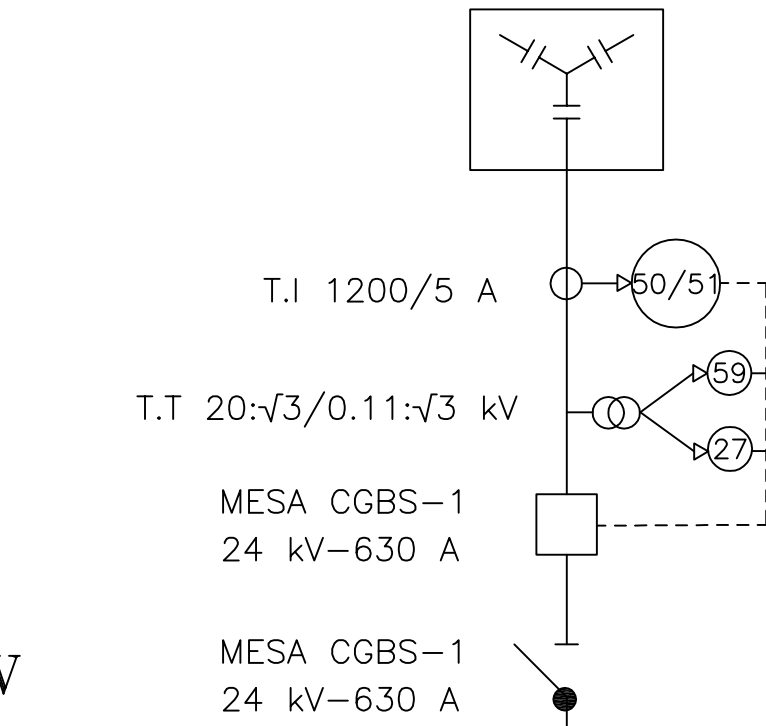 T.I 1200/5 A
50/51
59
T.T 20:√3/0.11:√3 kV
27
MESA CGBS-1
24 kV-630 A
MESA CGBS-1
24 kV-630 A